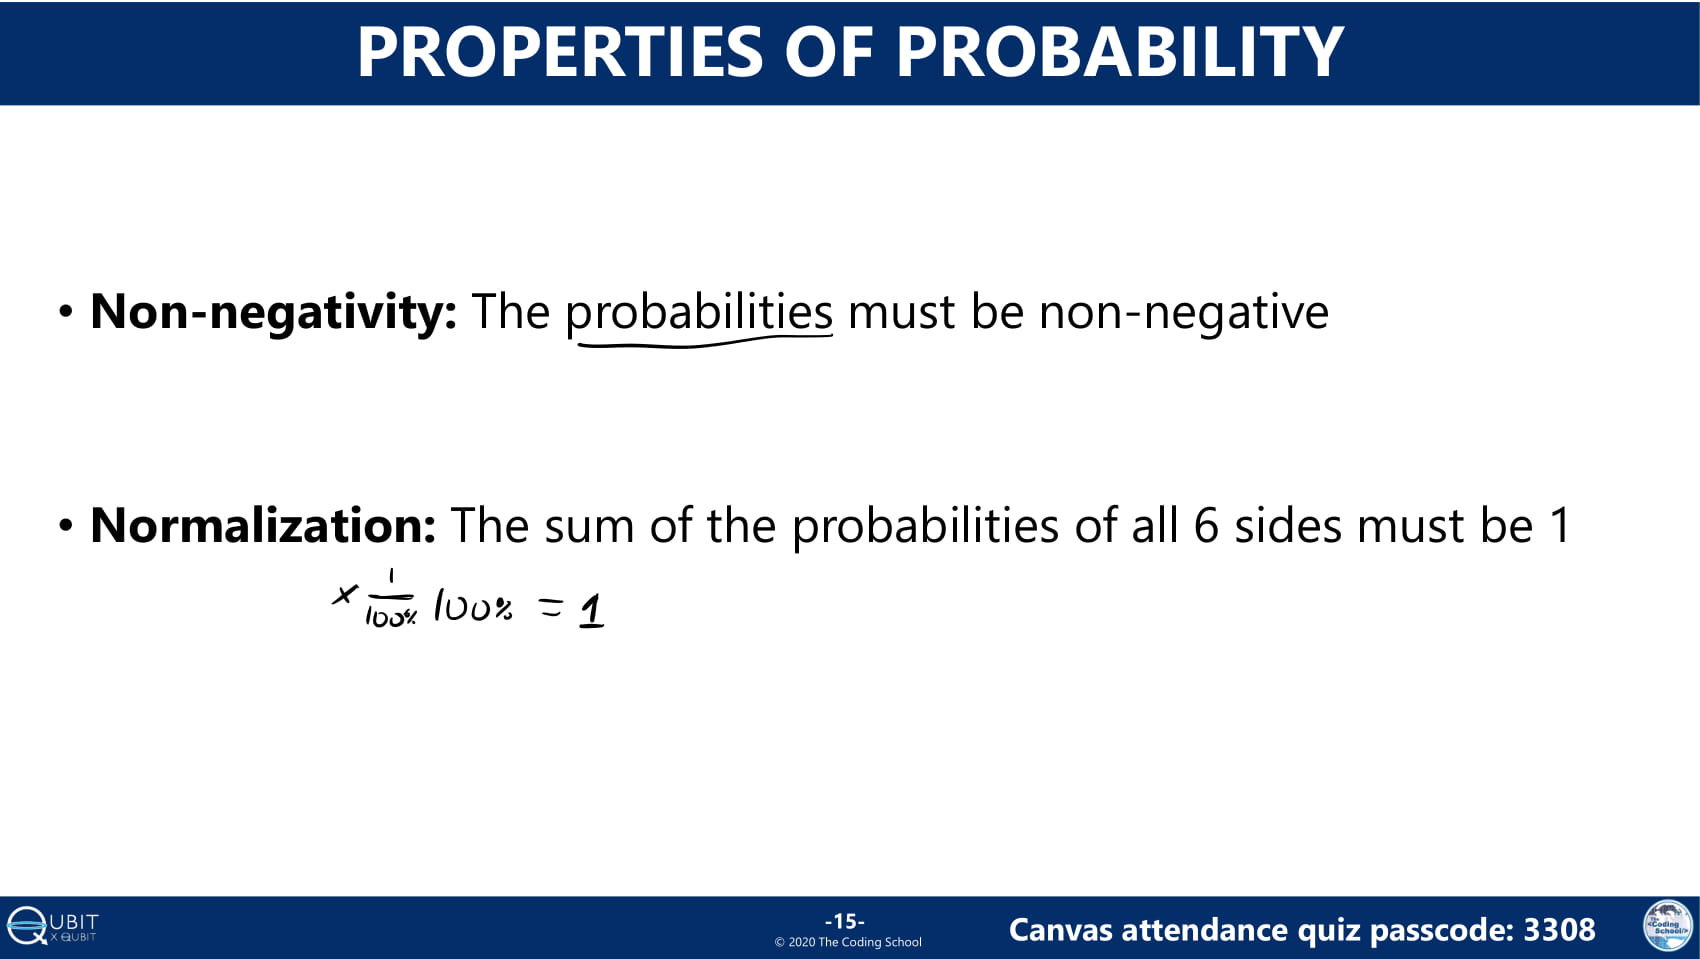 PROPERTIES OF PROBABILITY
• Non-negativity: The probabilities must be non-negative
• Normalization: The sum of the probabilities of all 6 sides must be 1
× 1/100% 100% = 1
QUBIT
X QUBIT
-15-
© 2020 The Coding School
Canvas attendance quiz passcode: 3308
The
<Coding
School/>